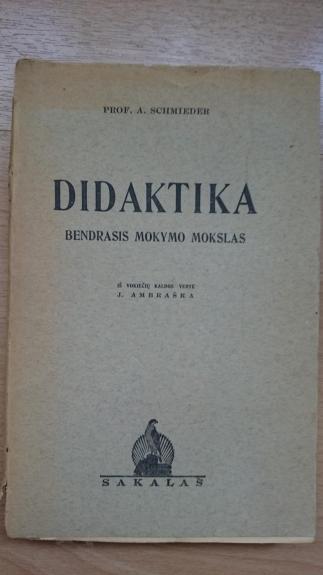 PROF. A. SCHMIEDER
DIDAKTIKA
BENDRASIS MOKYMO MOKSLAS
IŠ VOKIEČIŲ KALBOS VERTĖ
J. AMBRAŠKA
SAKALAS